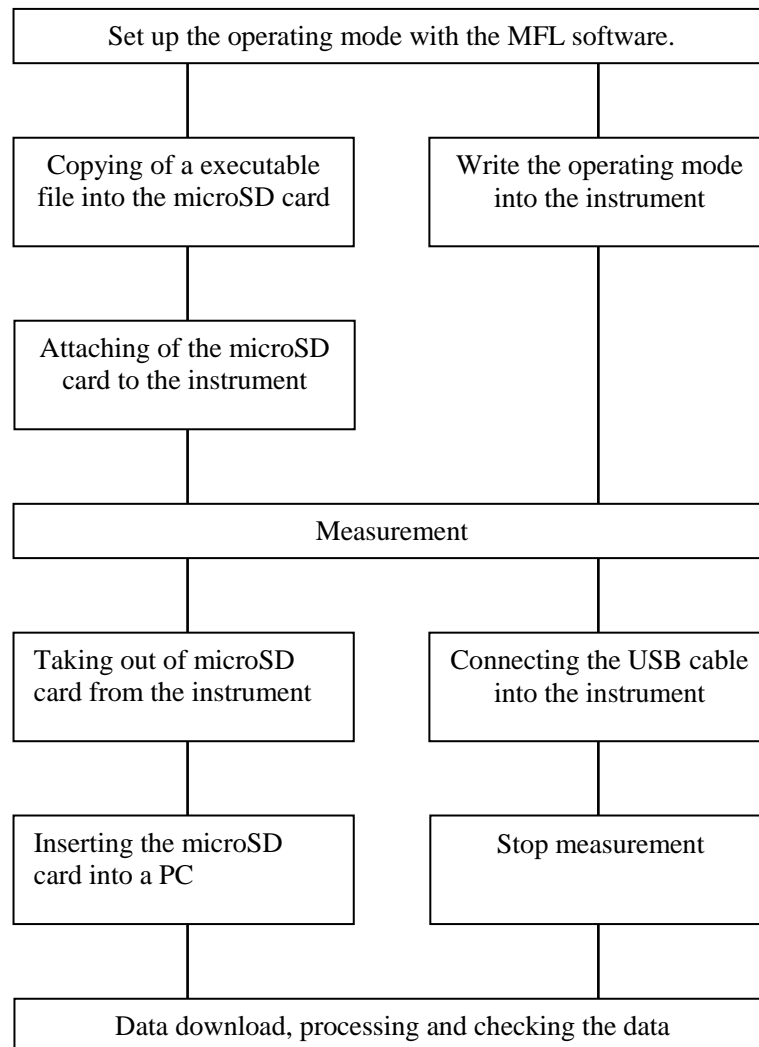 Set up the operating mode with the MFL software.
Copying of a executable
file into the microSD card
Write the operating mode
into the instrument
Attaching of the microSD
card to the instrument
Measurement
Taking out of microSD
card from the instrument
Connecting the USB cable
into the instrument
Inserting the microSD
card into a PC
Stop measurement
Data download, processing and checking the data